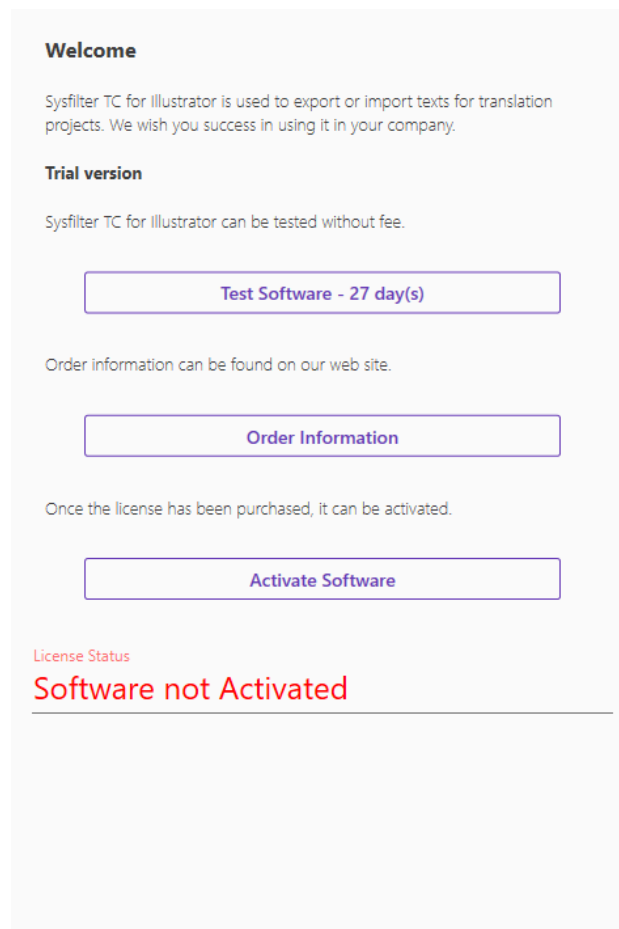 Welcome
Sysfilter TC for Illustrator is used to export or import texts for translation
projects. We wish you success in using it in your company.
Trial version
Sysfilter TC for Illustrator can be tested without fee.
Test Software - 27 day(s)
Order information can be found on our web site.
Order Information
Once the license has been purchased, it can be activated.
Activate Software
License Status
Software not Activated